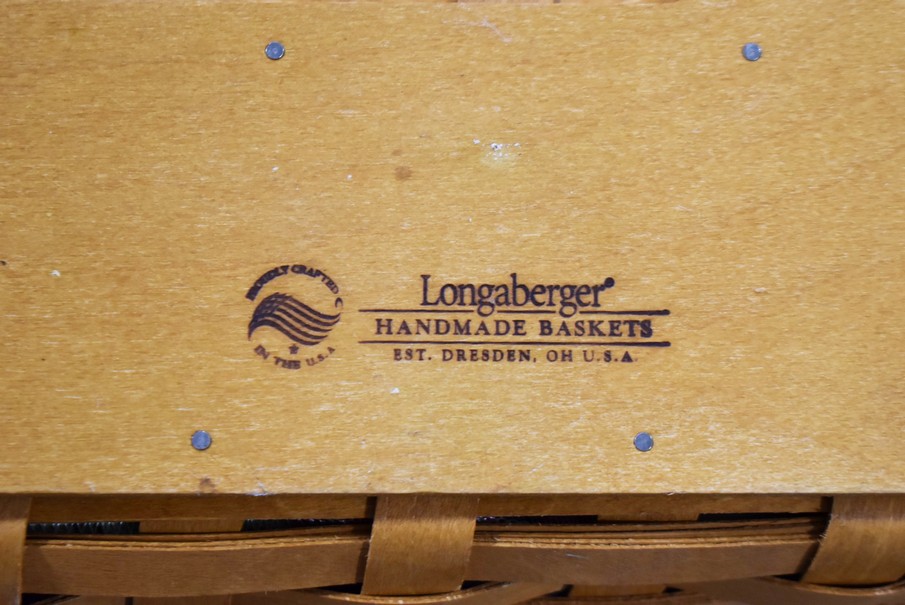 PROUDLY CRAFTED
IN THE U.S.A
Longaberger®
HANDMADE BASKETS
EST. DRESDEN, OH U.S.A.